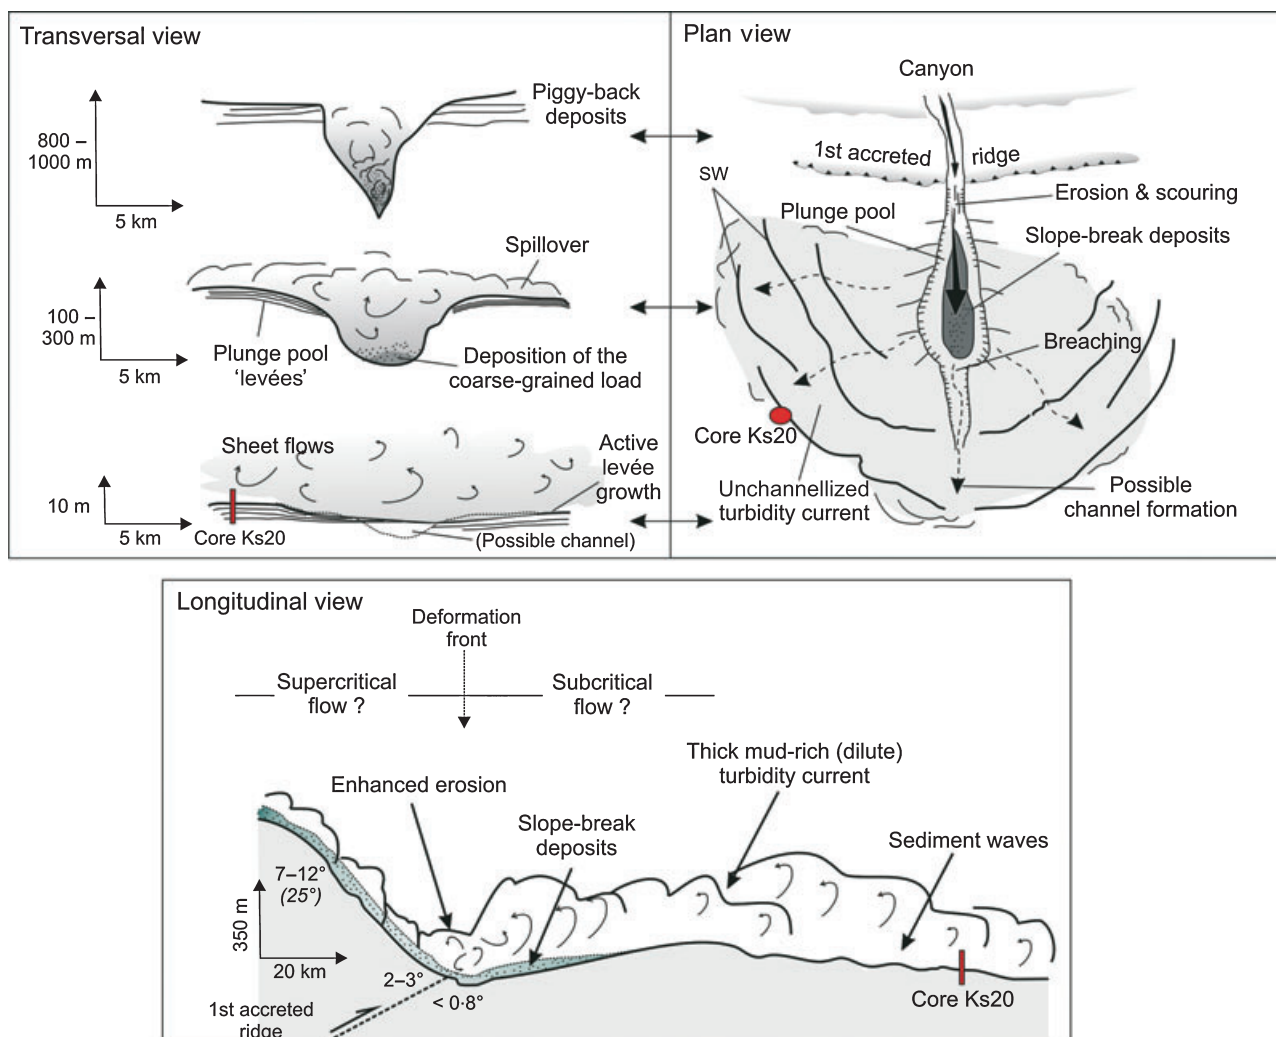 Transversal view
Piggy-back
deposits
800 –
1000 m
5 km
Spillover
100 –
300 m
5 km
Plunge pool
‘levées’
Deposition of the
coarse-grained load
Sheet flows
Active
levée
growth
10 m
5 km
Core Ks20
(Possible channel)
Plan view
Canyon
1st accreted ridge
SW
Erosion & scouring
Plunge pool
Slope-break deposits
Breaching
Core Ks20
Unchannellized
turbidity current
Possible
channel formation
Longitudinal view
Deformation
front
Supercritical
flow ?
Subcritical
flow ?
Thick mud-rich (dilute)
turbidity current
Enhanced erosion
Slope-break
deposits
Sediment waves
7–12°
(25°)
350 m
20 km
2–3°
< 0·8°
Core Ks20
1st accreted
ridge